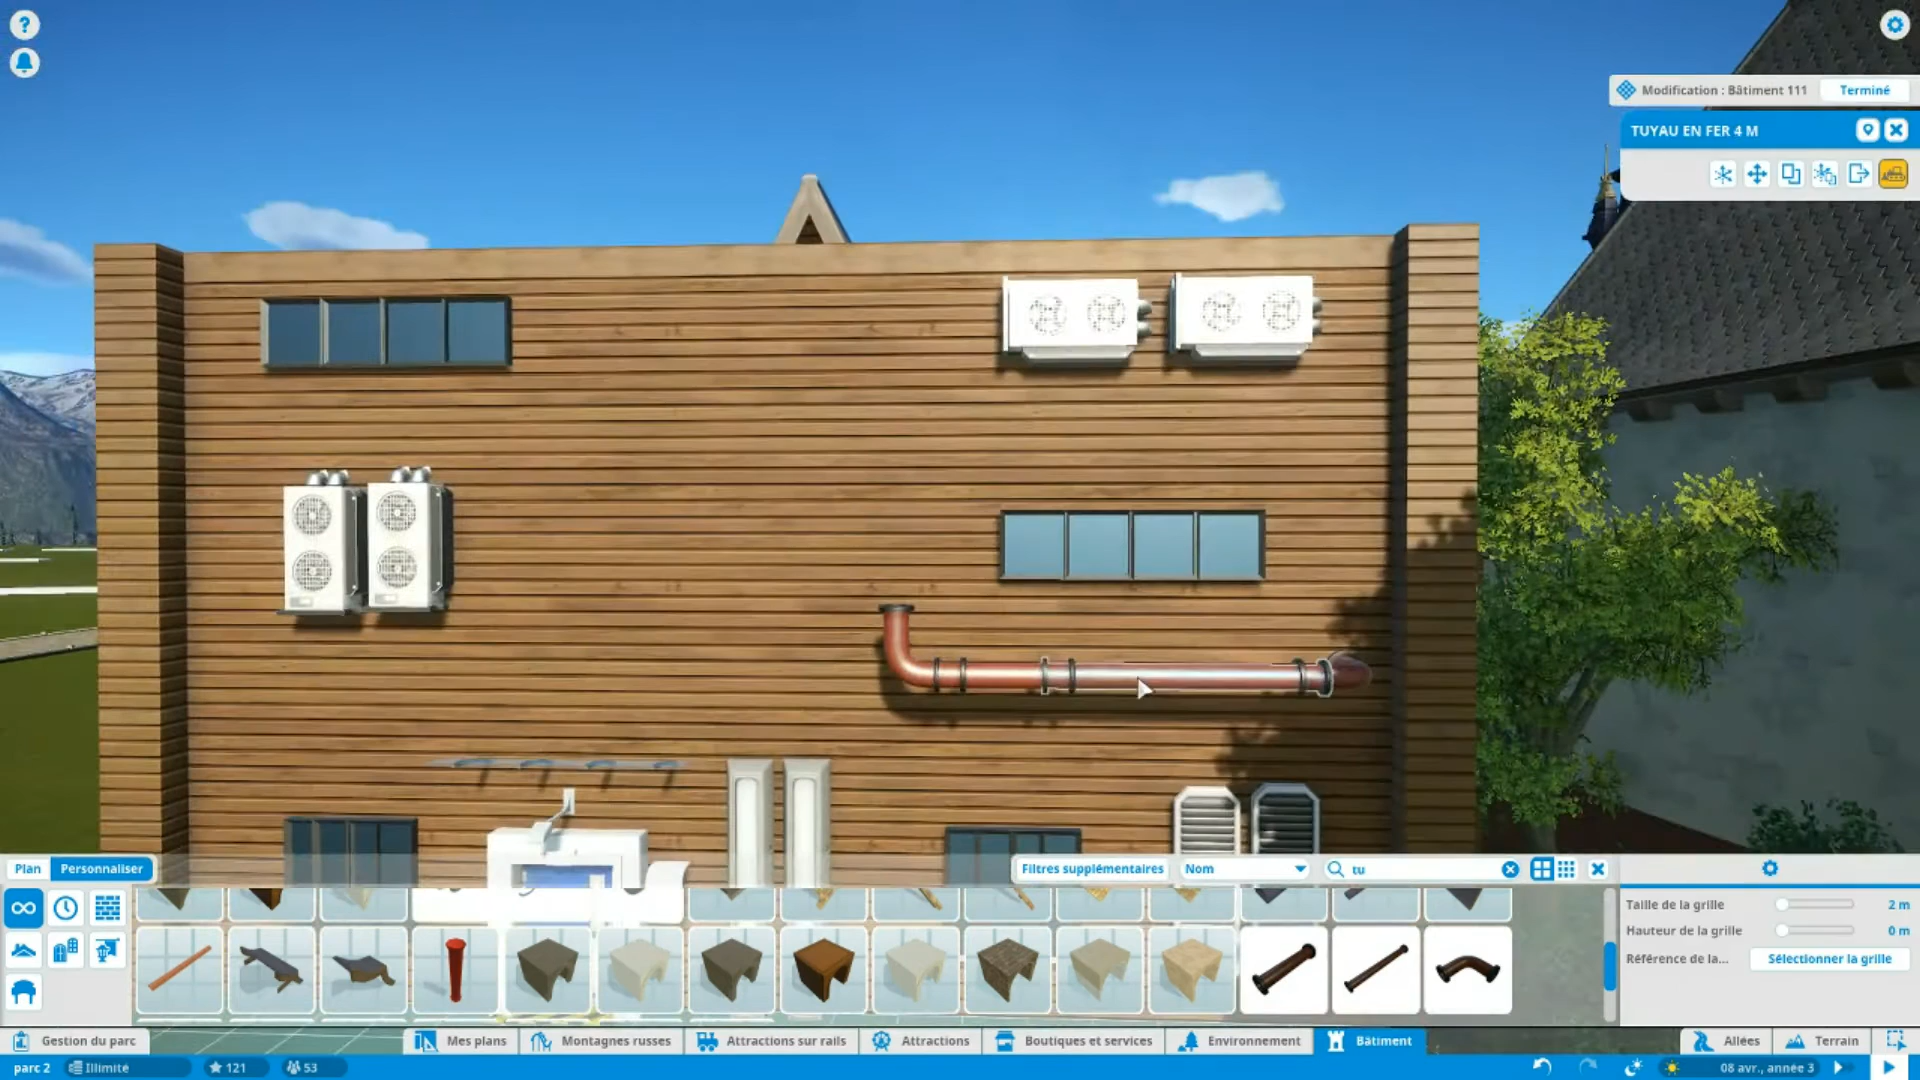 ?
Modification : Bâtiment 111 Terminé
TUYAU EN FER 4 M
Plan Personnaliser
Filtres supplémentaires Nom tu
Taille de la grille 2 m
Hauteur de la grille 0 m
Référence de la... Sélectionner la grille
Gestion du parc Mes plans Montagnes russes Attractions sur rails Attractions Boutiques et services Environnement Bâtiment Allées Terrain
parc 2 Illimité 121 53 08 avr., année 3